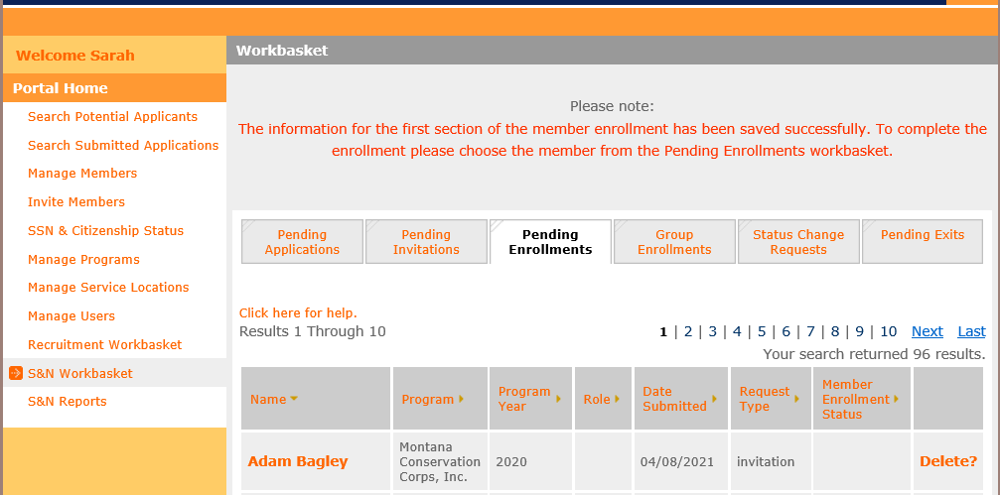 Welcome Sarah
Portal Home
Search Potential Applicants
Search Submitted Applications
Manage Members
Invite Members
SSN & Citizenship Status
Manage Programs
Manage Service Locations
Manage Users
Recruitment Workbasket
S&N Workbasket
S&N Reports
Workbasket
Please note:
The information for the first section of the member enrollment has been saved successfully. To complete the
enrollment please choose the member from the Pending Enrollments workbasket.
Pending
Applications
Pending
Invitations
Pending
Enrollments
Group
Enrollments
Status Change
Requests
Pending Exits
Click here for help.
Results 1 Through 10
1 | 2 | 3 | 4 | 5 | 6 | 7 | 8 | 9 | 10 Next Last
Your search returned 96 results.
Name
Program
Program
Year
Role
Date
Submitted
Request
Type
Member
Enrollment
Status
Adam Bagley
Montana
Conservation
Corps, Inc.
2020
04/08/2021
invitation
Delete?